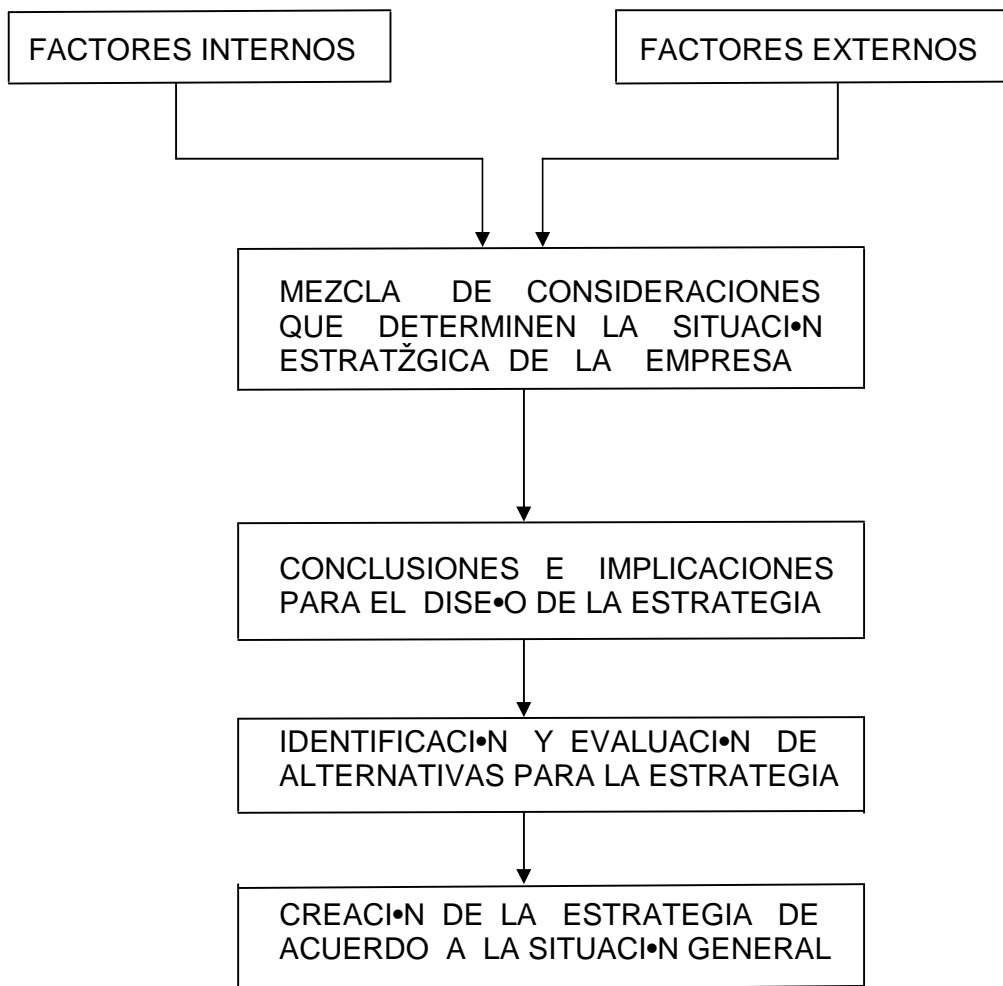 FACTORES INTERNOS
FACTORES EXTERNOS
MEZCLA DE CONSIDERACIONES
QUE DETERMINEN LA SITUACI•N
ESTRATŽGICA DE LA EMPRESA
CONCLUSIONES E IMPLICACIONES
PARA EL DISE•O DE LA ESTRATEGIA
IDENTIFICACI•N Y EVALUACI•N DE
ALTERNATIVAS PARA LA ESTRATEGIA
CREACI•N DE LA ESTRATEGIA DE
ACUERDO A LA SITUACI•N GENERAL